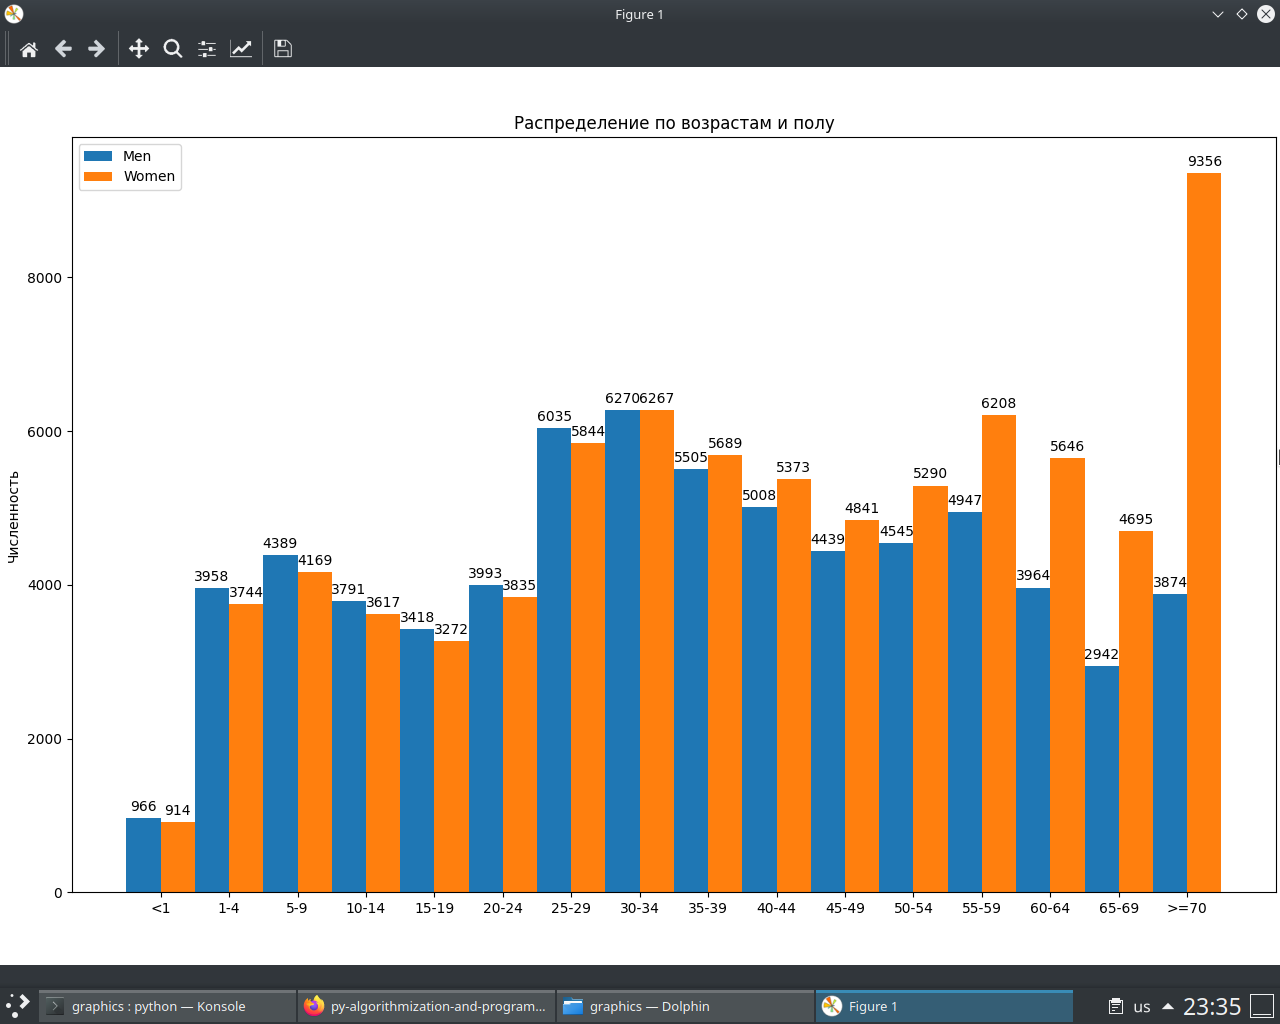 Figure 1
Распределение по возрастам и полу
Men
Women
Численность
8000
6000
4000
2000
0
966 914
3958 3744
4389 4169
3791 3617
3418 3272
3993 3835
6035 5844
6270 6267
5505 5689
5008 5373
4439 4841
4545 5290
4947 6208
3964 5646
2942 4695
3874 9356
<1 1-4 5-9 10-14 15-19 20-24 25-29 30-34 35-39 40-44 45-49 50-54 55-59 60-64 65-69 >=70
graphics : python — Konsole
py-algorithmization-and-program...
graphics — Dolphin
Figure 1
us
23:35